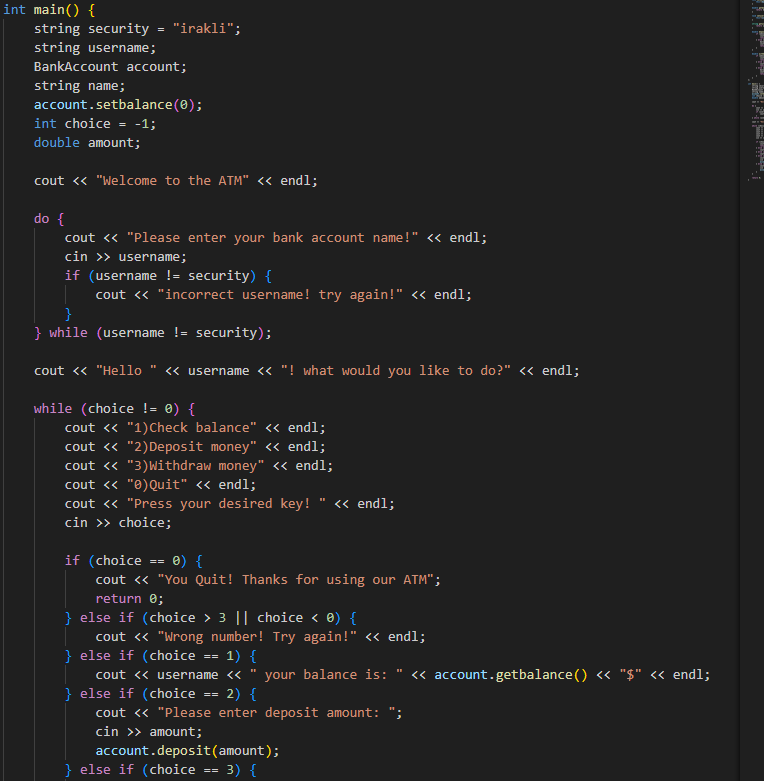 int main() {
    string security = "irakli";
    string username;
    BankAccount account;
    string name;
    account.setbalance(0);
    int choice = -1;
    double amount;

    cout << "Welcome to the ATM" << endl;

    do {
        cout << "Please enter your bank account name!" << endl;
        cin >> username;
        if (username != security) {
            cout << "incorrect username! try again!" << endl;
        }
    } while (username != security);

    cout << "Hello " << username << "! what would you like to do?" << endl;

    while (choice != 0) {
        cout << "1)Check balance" << endl;
        cout << "2)Deposit money" << endl;
        cout << "3)Withdraw money" << endl;
        cout << "0)Quit" << endl;
        cout << "Press your desired key! " << endl;
        cin >> choice;

        if (choice == 0) {
            cout << "You Quit! Thanks for using our ATM";
            return 0;
        } else if (choice > 3 || choice < 0) {
            cout << "Wrong number! Try again!" << endl;
        } else if (choice == 1) {
            cout << username << " your balance is: " << account.getbalance() << "$" << endl;
        } else if (choice == 2) {
            cout << "Please enter deposit amount: ";
            cin >> amount;
            account.deposit(amount);
        } else if (choice == 3) {